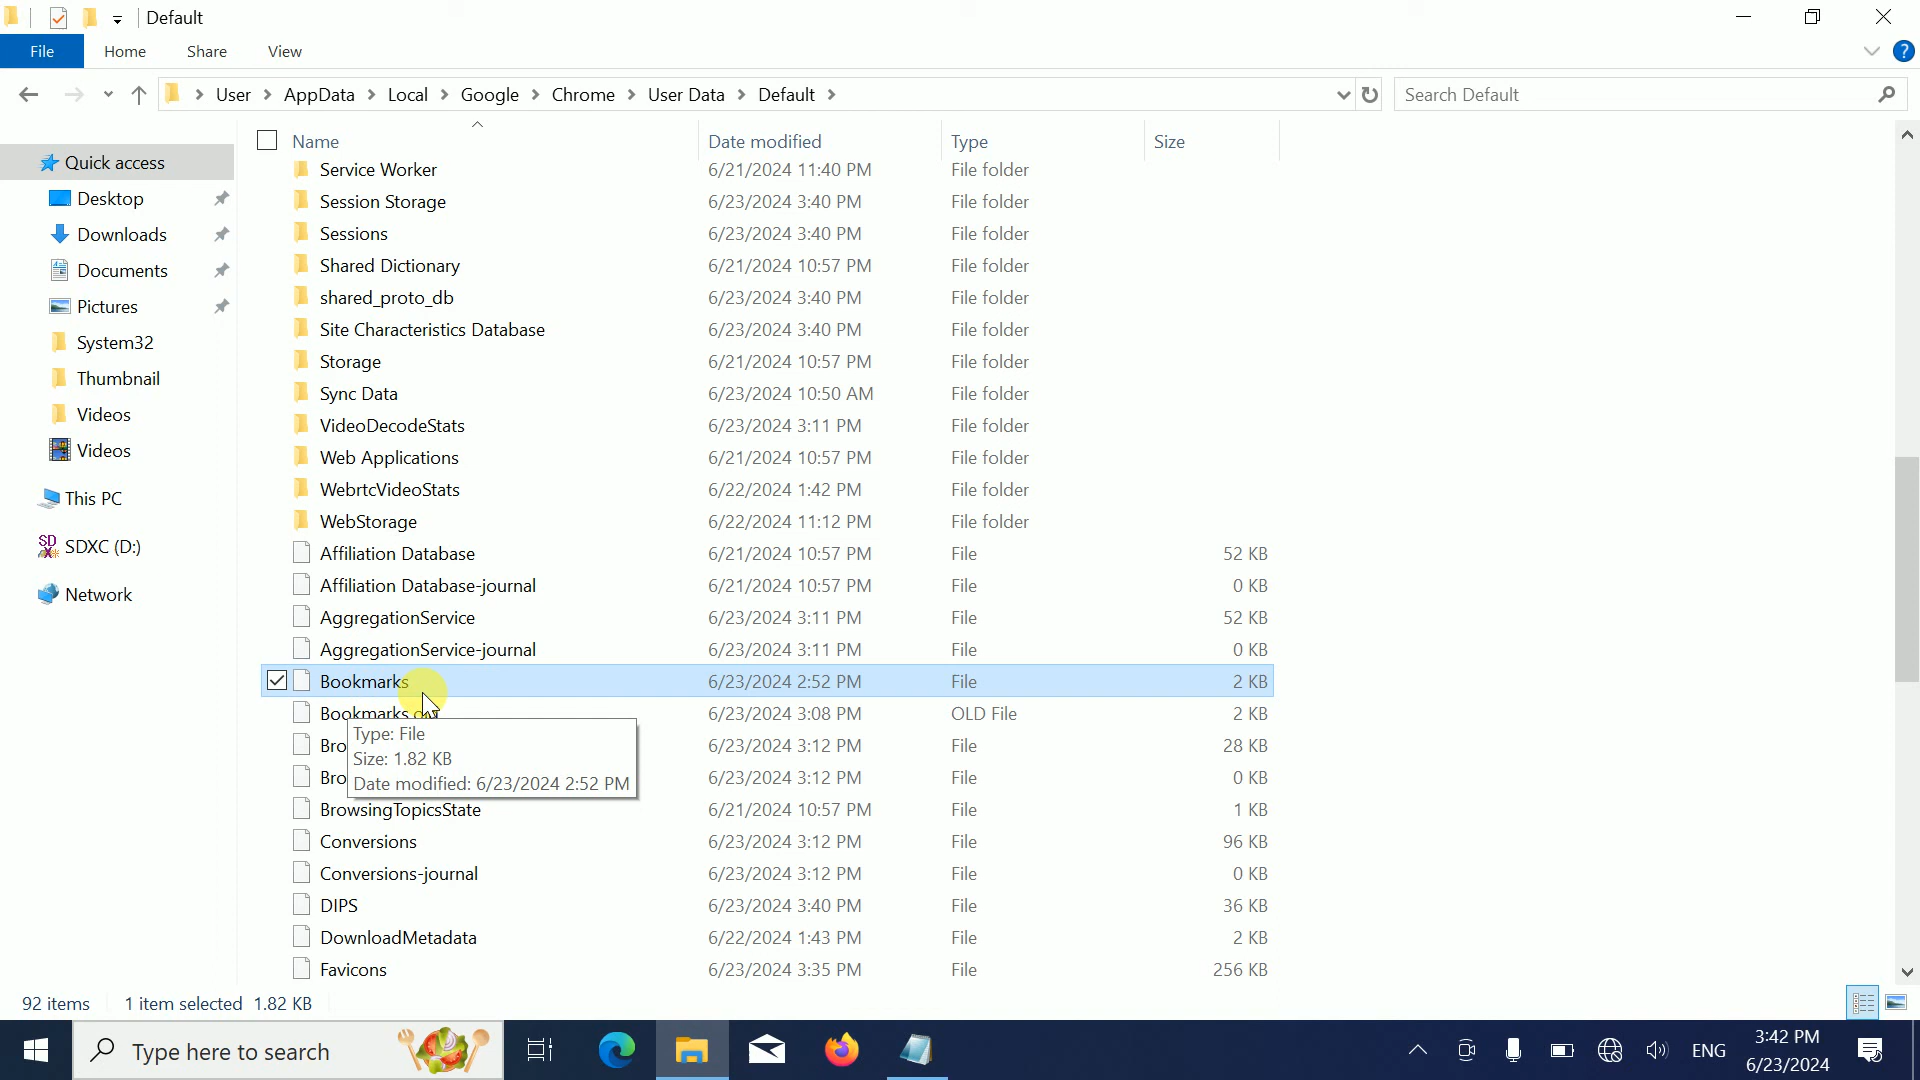 Default
File Home Share View
User AppData Local Google Chrome User Data Default Search Default
Name Date modified Type Size
Quick access
Desktop
Downloads
Documents
Pictures
System32
Thumbnail
Videos
Videos
This PC
SDXC (D:)
Network
Service Worker 6/21/2024 11:40 PM File folder
Session Storage 6/23/2024 3:40 PM File folder
Sessions 6/23/2024 3:40 PM File folder
Shared Dictionary 6/21/2024 10:57 PM File folder
shared_proto_db 6/23/2024 3:40 PM File folder
Site Characteristics Database 6/23/2024 3:40 PM File folder
Storage 6/21/2024 10:57 PM File folder
Sync Data 6/23/2024 10:50 AM File folder
VideoDecodeStats 6/23/2024 3:11 PM File folder
Web Applications 6/21/2024 10:57 PM File folder
WebrtcVideoStats 6/22/2024 1:42 PM File folder
WebStorage 6/22/2024 11:12 PM File folder
Affiliation Database 6/21/2024 10:57 PM File 52 KB
Affiliation Database-journal 6/21/2024 10:57 PM File 0 KB
AggregationService 6/23/2024 3:11 PM File 52 KB
AggregationService-journal 6/23/2024 3:11 PM File 0 KB
Bookmarks 6/23/2024 2:52 PM File 2 KB
Bookmarks 6/23/2024 3:08 PM OLD File 2 KB
Type: File
Size: 1.82 KB
Date modified: 6/23/2024 2:52 PM
Bro 6/23/2024 3:12 PM File 28 KB
Bro 6/23/2024 3:12 PM File 0 KB
BrowsingTopicsState 6/21/2024 10:57 PM File 1 KB
Conversions 6/23/2024 3:12 PM File 96 KB
Conversions-journal 6/23/2024 3:12 PM File 0 KB
DIPS 6/23/2024 3:40 PM File 36 KB
DownloadMetadata 6/22/2024 1:43 PM File 2 KB
Favicons 6/23/2024 3:35 PM File 256 KB
92 items 1 item selected 1.82 KB
Type here to search
ENG
3:42 PM
6/23/2024